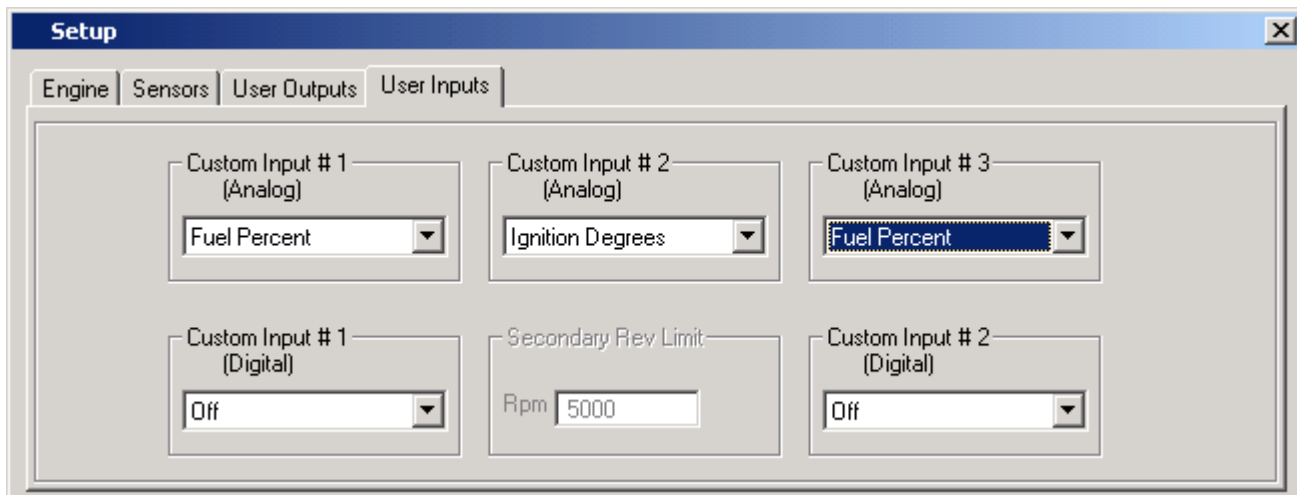 Setup
Engine Sensors User Outputs User Inputs
Custom Input # 1
(Analog)
Fuel Percent
Custom Input # 2
(Analog)
Ignition Degrees
Custom Input # 3
(Analog)
Fuel Percent
Custom Input # 1
(Digital)
Off
Secondary Rev Limit
Rpm 5000
Custom Input # 2
(Digital)
Off